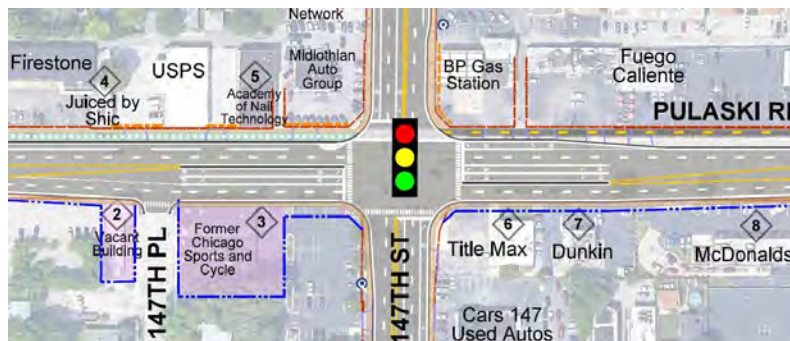 Network
Firestone
4
Juiced by
Shic
USPS
5
Academy
of Nail
Technology
Midlothian
Auto
Group
BP Gas
Station
Fuego
Caliente
PULASKI R
2
Vacant
Building
147TH PL
3
Former
Chicago
Sports and
Cycle
147TH ST
6
Title Max
7
Dunkin
8
McDonalds
Cars 147
Used Autos